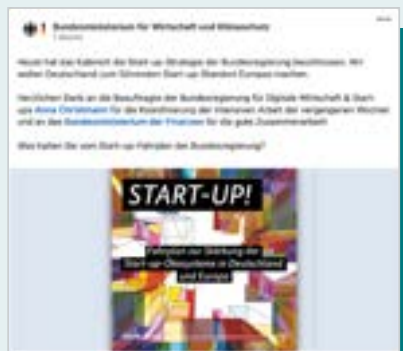 Bundesministerium für Wirtschaft und Klimaschutz
Heute hat das Kabinett die Start-up-Strategie der Bundesregierung beschlossen. Wir
wollen Deutschland zum führenden Start-up-Standort Europas machen.
Herzlichen Dank an die Beauftragte der Bundesregierung für Digitale Wirtschaft & Start-
ups Anna Christmann für die Koordinierung der intensiven Arbeit der vergangenen Wochen
und an das Bundesministerium der Finanzen für die gute Zusammenarbeit!
Was halten Sie vom Start-up-Fahrplan der Bundesregierung?
START-UP!
Fahrplan zur Stärkung der
Start-up-Ökosysteme in Deutschland
und Europa